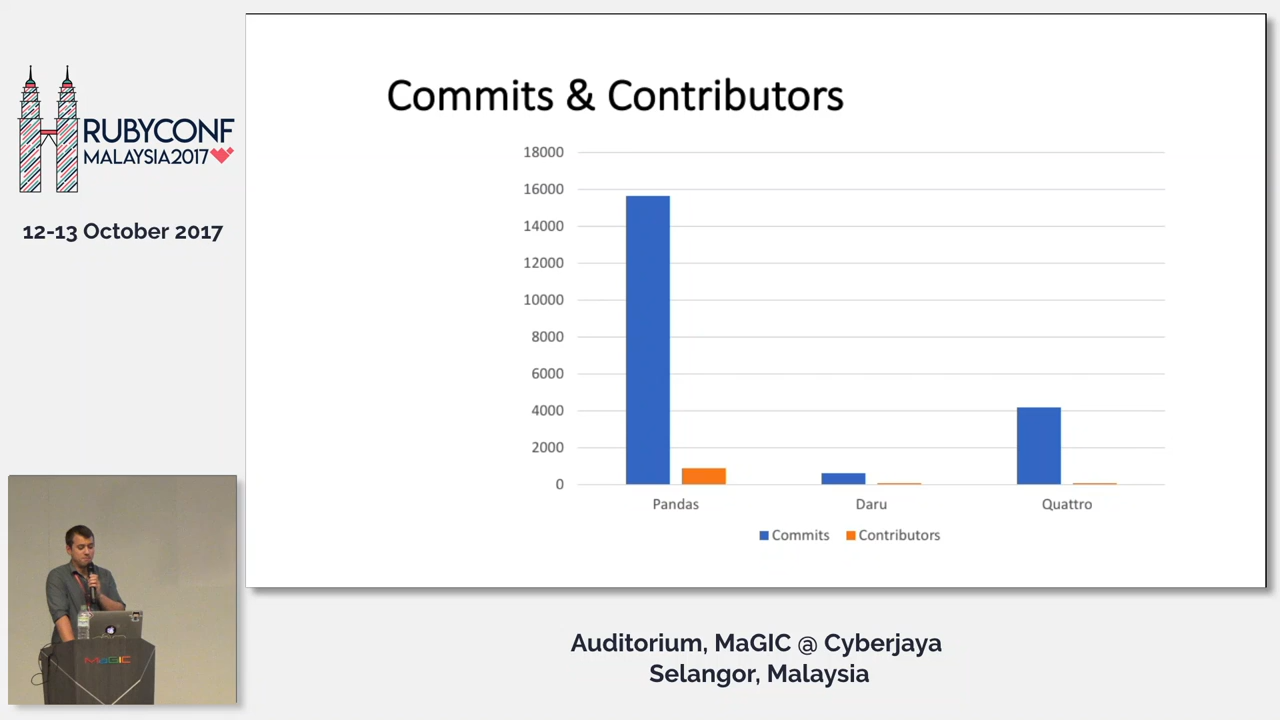 RUBYCONF
MALAYSIA2017
12-13 October 2017
Commits & Contributors
18000
16000
14000
12000
10000
8000
6000
4000
2000
0
Pandas
Daru
Quattro
Commits
Contributors
MaGIC
Auditorium, MaGIC @ Cyberjaya
Selangor, Malaysia